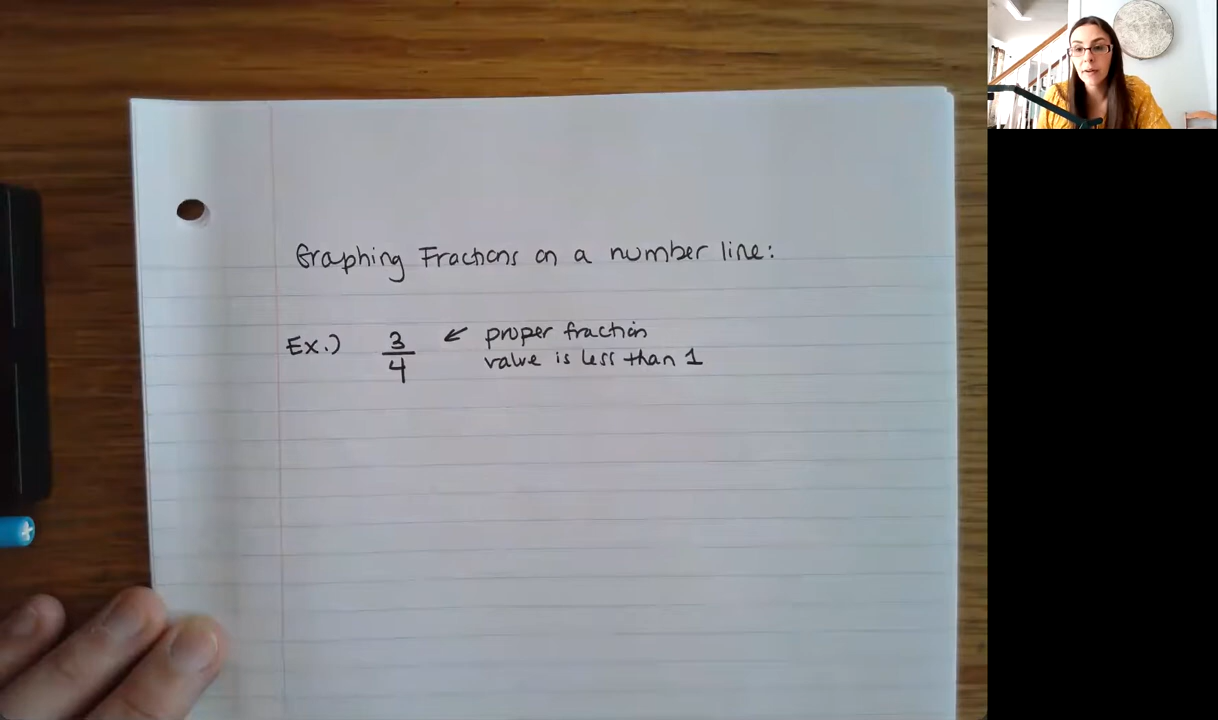 Graphing Fractions on a number line:
Ex.) 3/4 ← proper fraction
value is less than 1